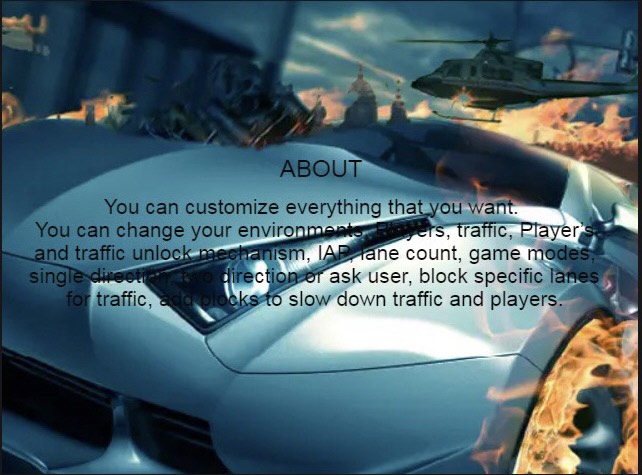 ABOUT
You can customize everything that you want.
You can change your environments, Players, traffic, Player's
and traffic unlock mechanism, IAP, lane count, game modes,
single direction, two direction or ask user, block specific lanes
for traffic, add blocks to slow down traffic and players.